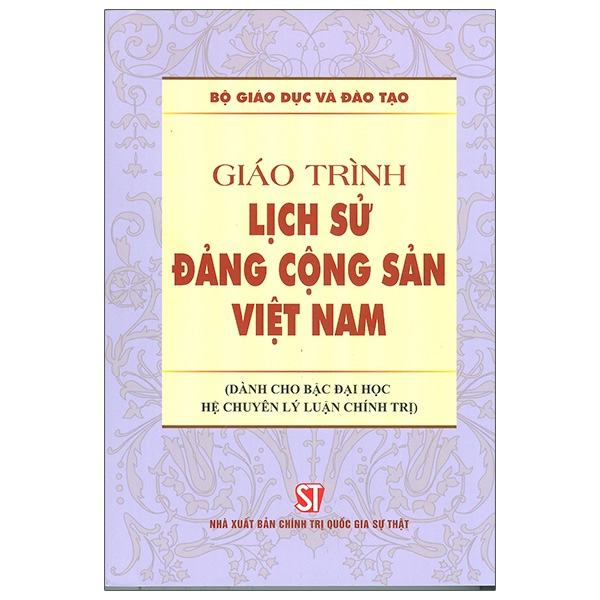 BỘ GIÁO DỤC VÀ ĐÀO TẠO
GIÁO TRÌNH
LỊCH SỬ
ĐẢNG CỘNG SẢN
VIỆT NAM
(DÀNH CHO BẬC ĐẠI HỌC
HỆ CHUYÊN LÝ LUẬN CHÍNH TRỊ)
ST
NHÀ XUẤT BẢN CHÍNH TRỊ QUỐC GIA SỰ THẬT